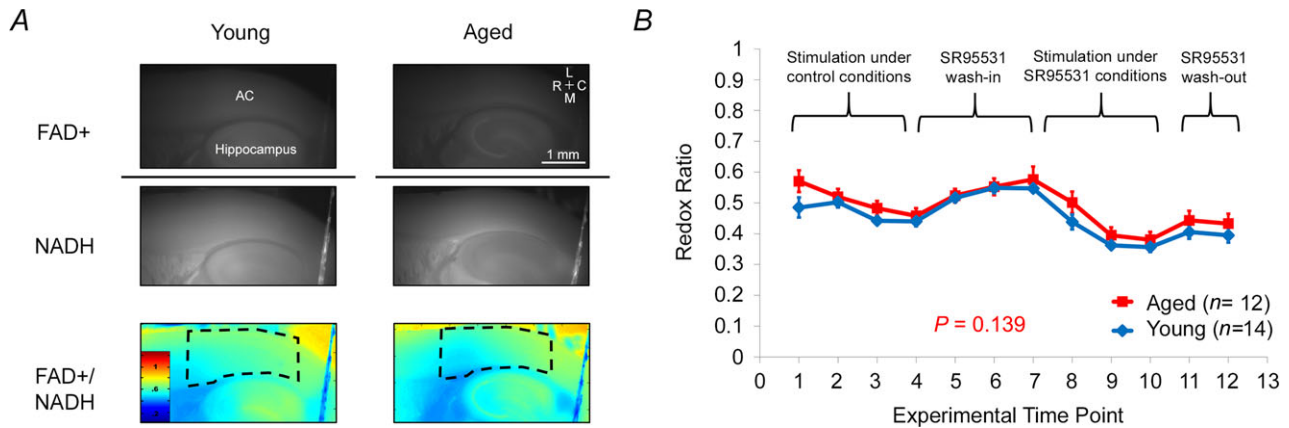 A
Young
Aged
FAD+
AC
Hippocampus
L
R + C
M
1 mm
NADH
FAD+/
NADH
1
.6
B
Redox Ratio
1
0.9
0.8
0.7
0.6
0.5
0.4
0.3
0.2
0.1
0
Stimulation under
control conditions
SR95531
wash-in
Stimulation under
SR95531 conditions
SR95531
wash-out
P = 0.139
Aged (n= 12)
Young (n=14)
0 1 2 3 4 5 6 7 8 9 10 11 12 13
Experimental Time Point